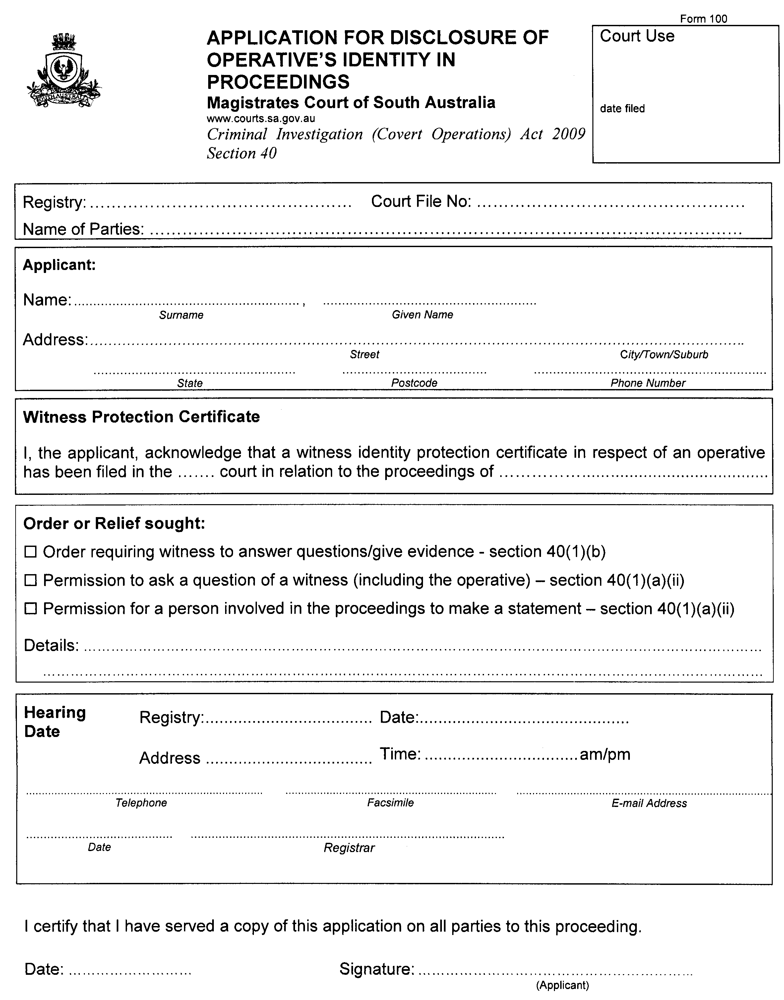 Form 100
APPLICATION FOR DISCLOSURE OF
OPERATIVE'S IDENTITY IN
PROCEEDINGS
Magistrates Court of South Australia
www.courts.sa.gov.au
Criminal Investigation (Covert Operations) Act 2009
Section 40
Court Use
date filed
SOUTH AUSTRALIA
Registry: ................................................ Court File No: .................................................
Name of Parties: .............................................................................................................
Applicant:
Name: .........................................................., .......................................................
Surname Given Name
Address: ........................................................................................................................................
Street City/Town/Suburb
.................................................... ..................................... ............................................................
State Postcode Phone Number
Witness Protection Certificate
I, the applicant, acknowledge that a witness identity protection certificate in respect of an operative
has been filed in the ....... court in relation to the proceedings of ..................................................
Order or Relief sought:
☐ Order requiring witness to answer questions/give evidence - section 40(1)(b)
☐ Permission to ask a question of a witness (including the operative) – section 40(1)(a)(ii)
☐ Permission for a person involved in the proceedings to make a statement – section 40(1)(a)(ii)
Details: ...............................................................................................................................
.......................................................................................................................................
Hearing
Date
Registry:............................... Date:.......................................
Address ............................... Time: ............................am/pm
............................................................ ...................................................... .................................................................
Telephone Facsimile E-mail Address
..................................... ................................................................................
Date Registrar
I certify that I have served a copy of this application on all parties to this proceeding.
Date: .......................... Signature: ..........................................................
(Applicant)